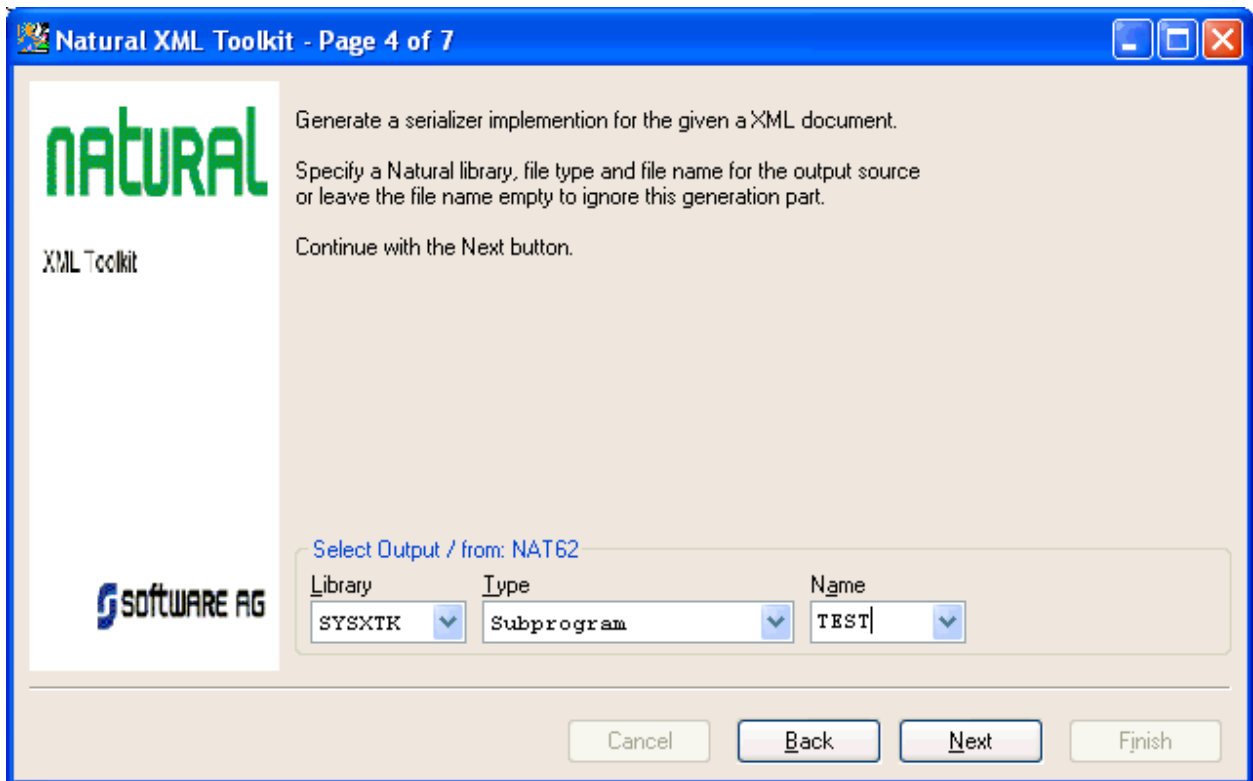 Natural XML Toolkit - Page 4 of 7
natural
XML Toolkit
Generate a serializer implemention for the given a XML document.
Specify a Natural library, file type and file name for the output source
or leave the file name empty to ignore this generation part.
Continue with the Next button.
software AG
Select Output / from: NAT62
Library Type Name
SYSXTK Subprogram TEST
Cancel Back Next Finish